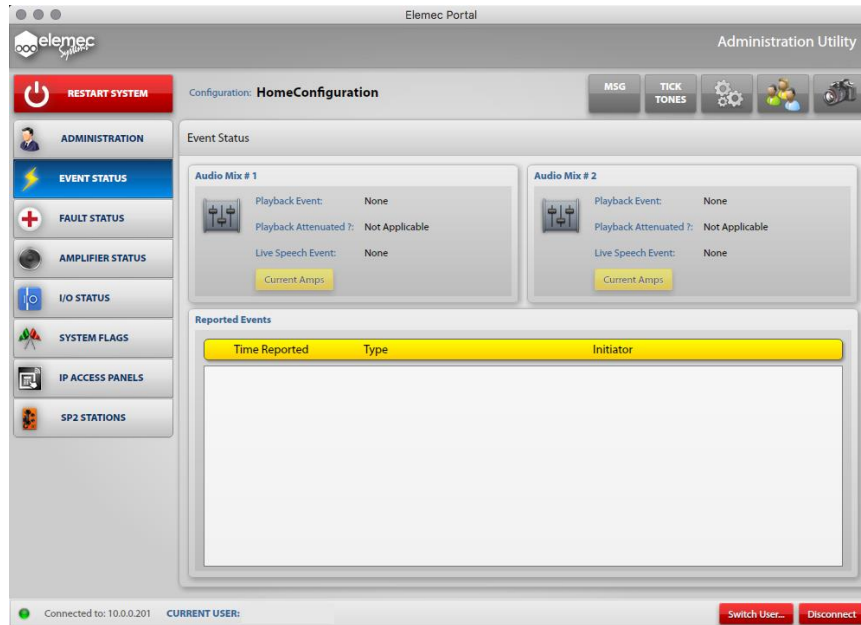 Elemec Portal
elemec
Systems
Administration Utility
RESTART SYSTEM
Configuration: HomeConfiguration
MSG
TICK
TONES
ADMINISTRATION
EVENT STATUS
FAULT STATUS
AMPLIFIER STATUS
I/O STATUS
SYSTEM FLAGS
IP ACCESS PANELS
SP2 STATIONS
Event Status
Audio Mix # 1
Playback Event: None
Playback Attenuated ?: Not Applicable
Live Speech Event: None
Current Amps
Audio Mix # 2
Playback Event: None
Playback Attenuated ?: Not Applicable
Live Speech Event: None
Current Amps
Reported Events
Time Reported Type Initiator
Connected to: 10.0.0.201 CURRENT USER:
Switch User... Disconnect